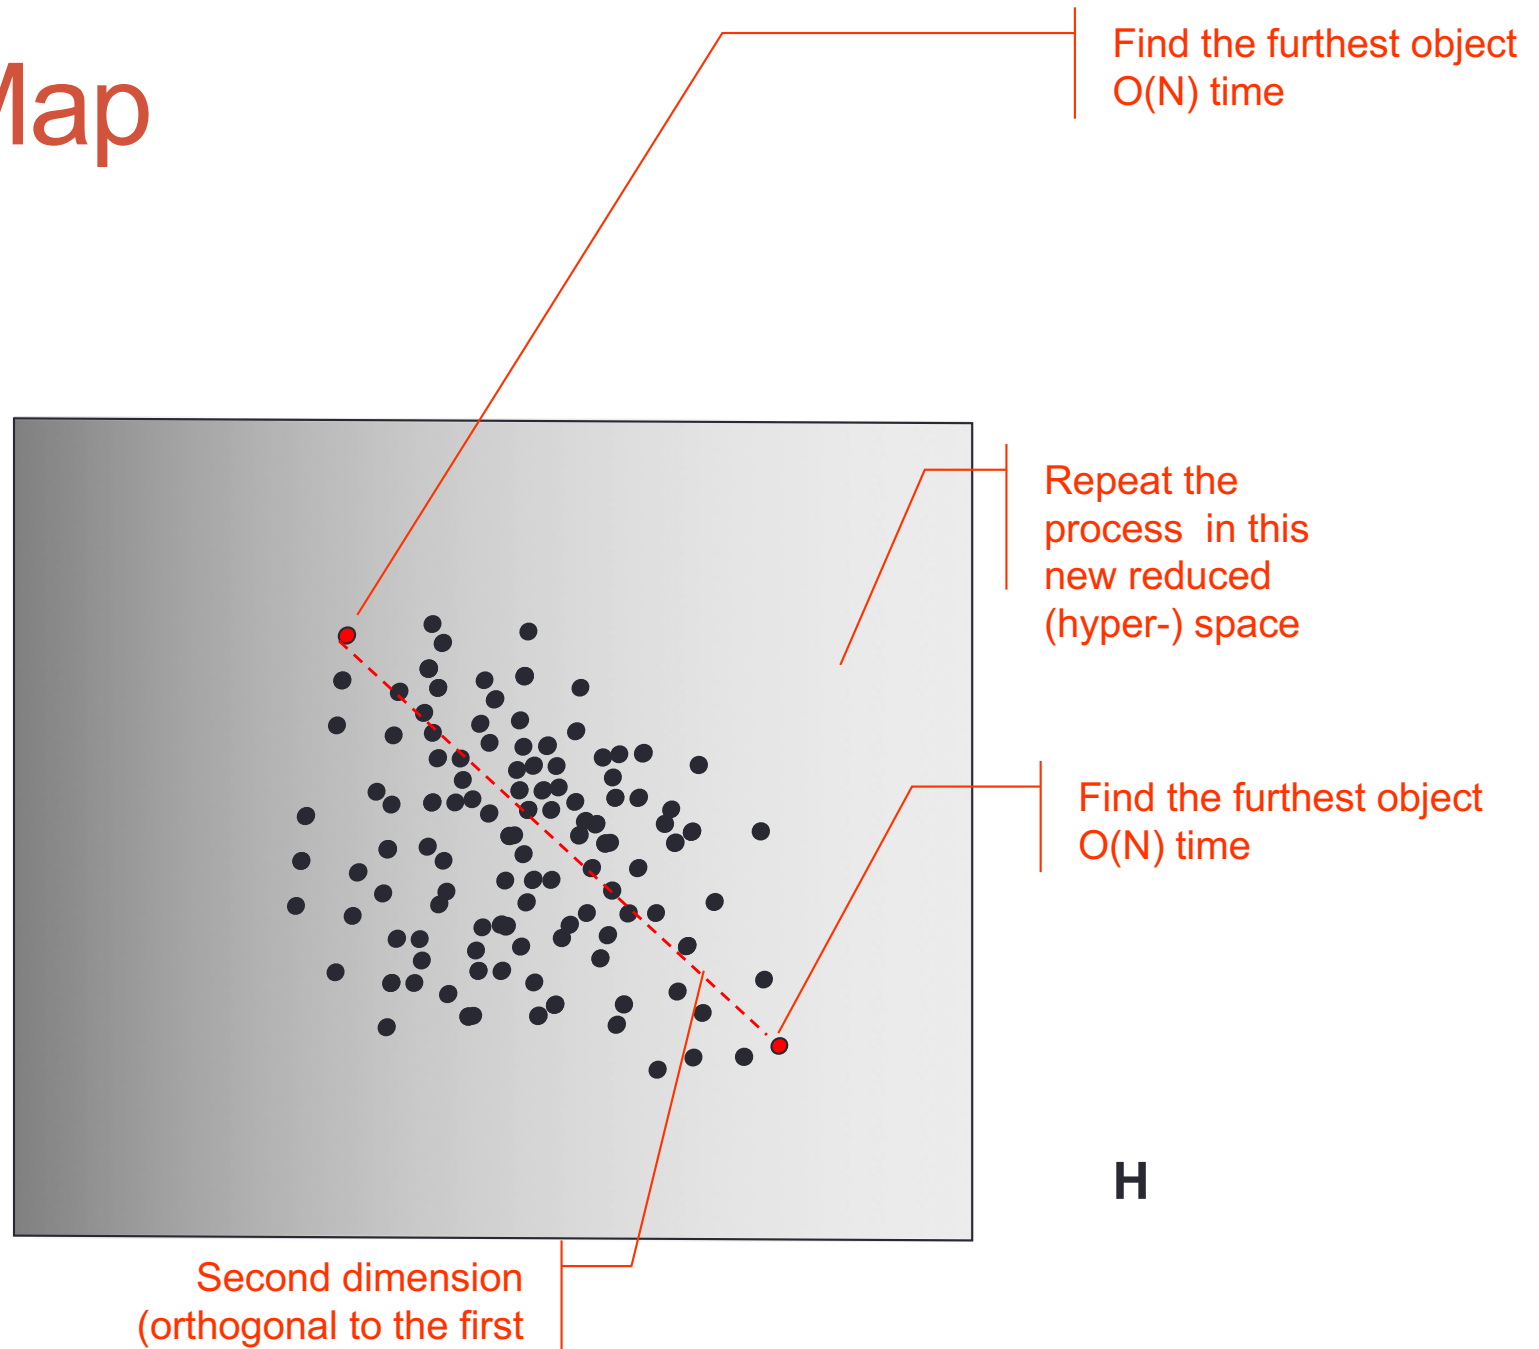 Map
Find the furthest object
O(N) time
Repeat the
process in this
new reduced
(hyper-) space
Find the furthest object
O(N) time
H
Second dimension
(orthogonal to the first